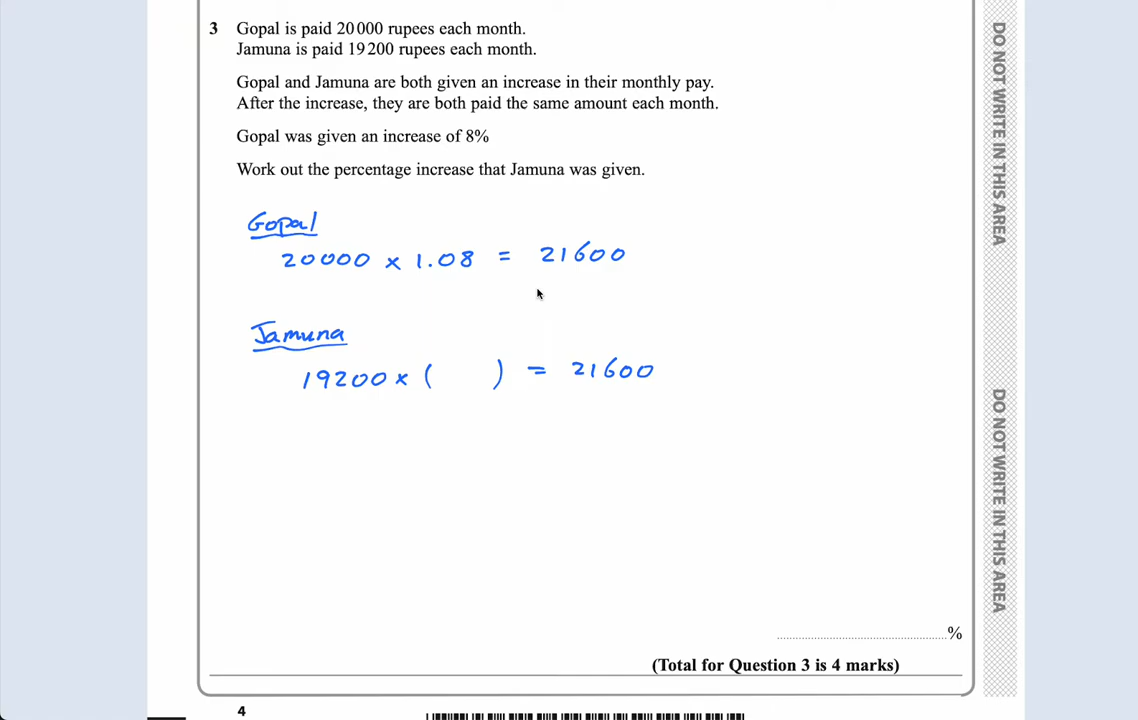 3 Gopal is paid 20 000 rupees each month.
Jamuna is paid 19 200 rupees each month.
Gopal and Jamuna are both given an increase in their monthly pay.
After the increase, they are both paid the same amount each month.
Gopal was given an increase of 8%
Work out the percentage increase that Jamuna was given.
Gopal
20000 × 1.08 = 21600
Jamuna
19200 × ( ) = 21600
%
(Total for Question 3 is 4 marks)
4
DO NOT WRITE IN THIS AREA
DO NOT WRITE IN THIS AREA